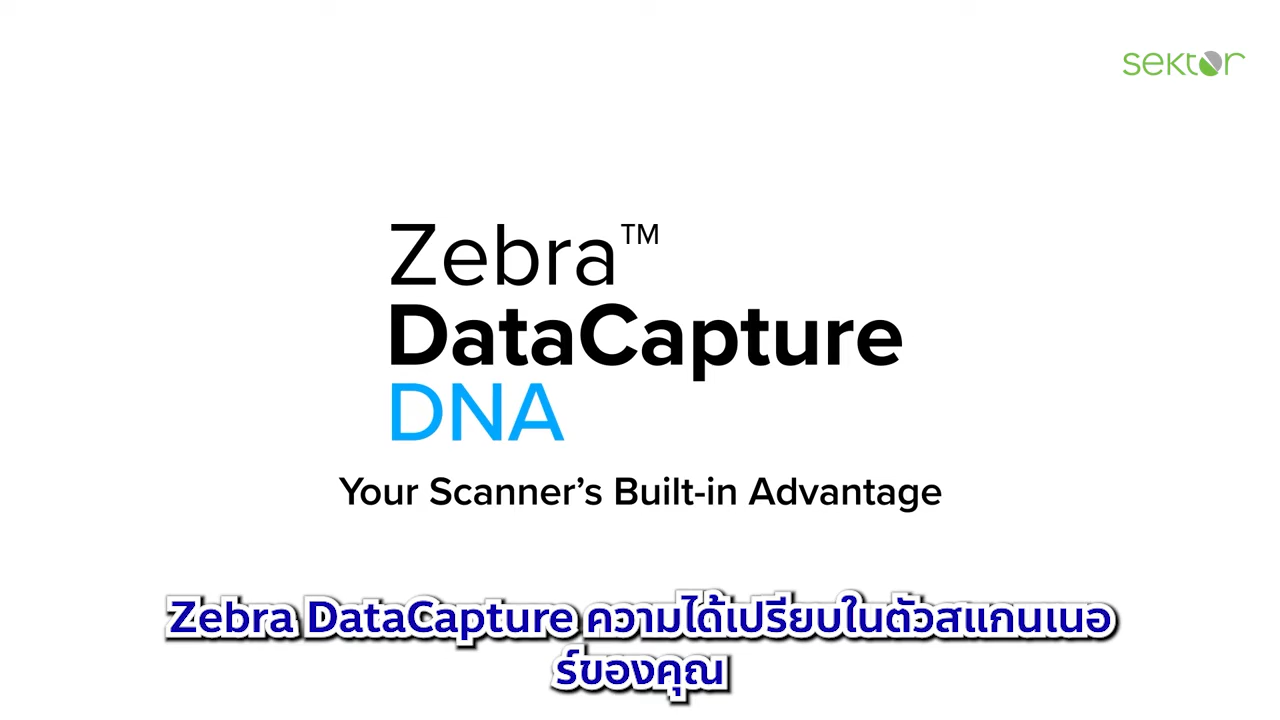 sektor
Zebra™
DataCapture
DNA
Your Scanner’s Built-in Advantage
Zebra DataCapture ความได้เปรียบในตัวสแกนเนอ
ร์ของคุณ